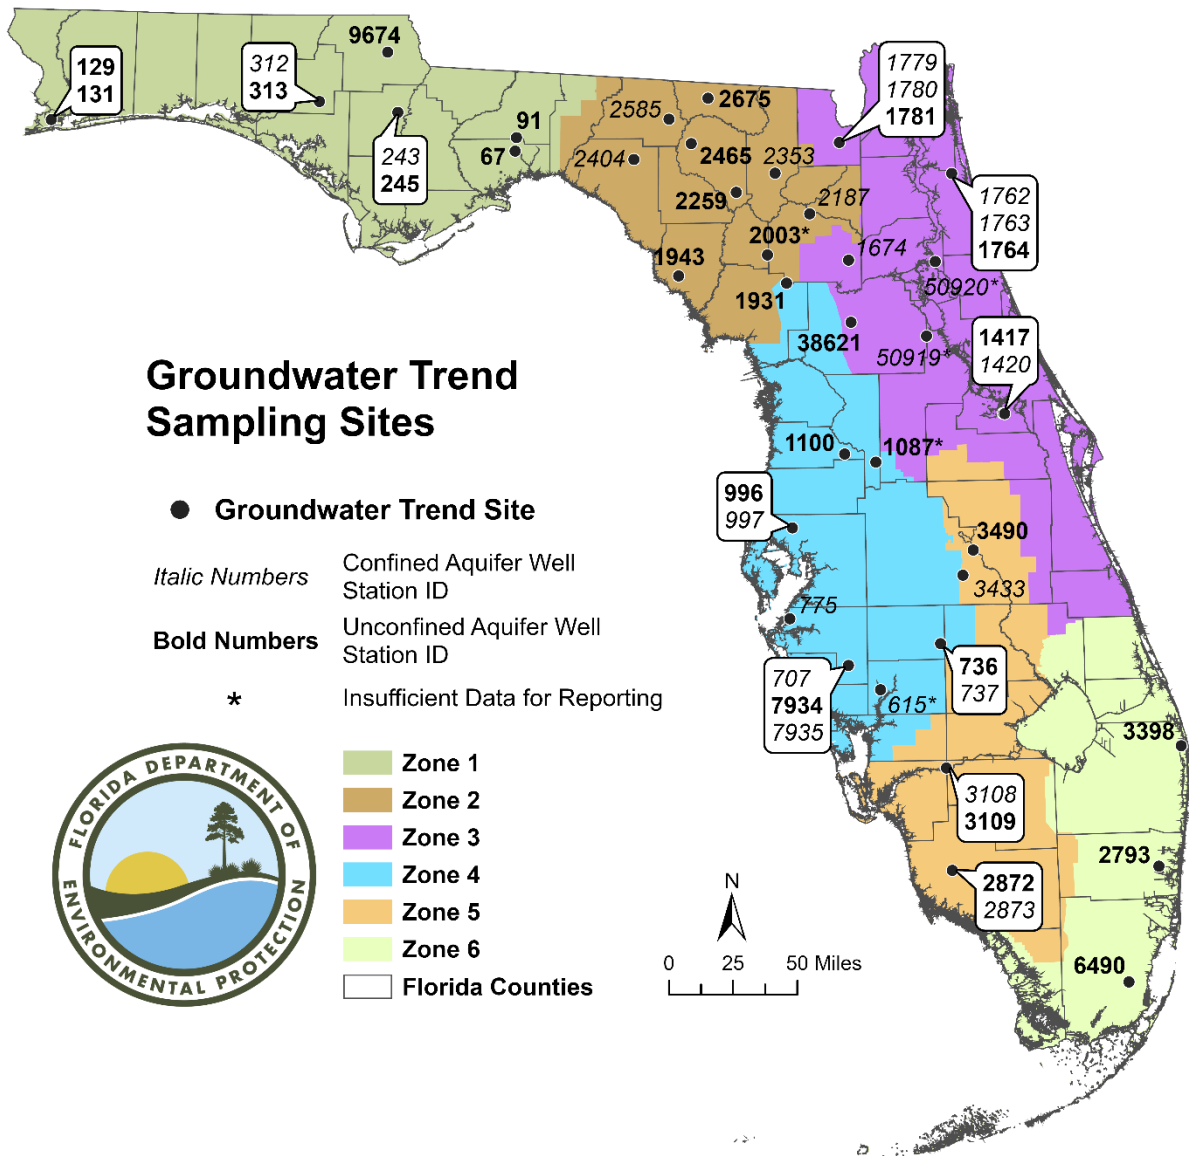 9674
129
131
312
313
243
245
91
67
2585
2675
2404
2465
2353
2259
2187
2003*
1943
1931
1779
1780
1781
1762
1763
1764
1674
50920*
38621
50919*
1417
1420
1100
1087*
996
997
3490
3433
775
707
7934
7935
615*
736
737
3398
3108
3109
2793
2872
2873
6490
Groundwater Trend
Sampling Sites
Groundwater Trend Site
Italic Numbers
Confined Aquifer Well
Station ID
Bold Numbers
Unconfined Aquifer Well
Station ID
*
Insufficient Data for Reporting
Zone 1
Zone 2
Zone 3
Zone 4
Zone 5
Zone 6
Florida Counties
FLORIDA DEPARTMENT OF
ENVIRONMENTAL PROTECTION
N
0 25 50 Miles